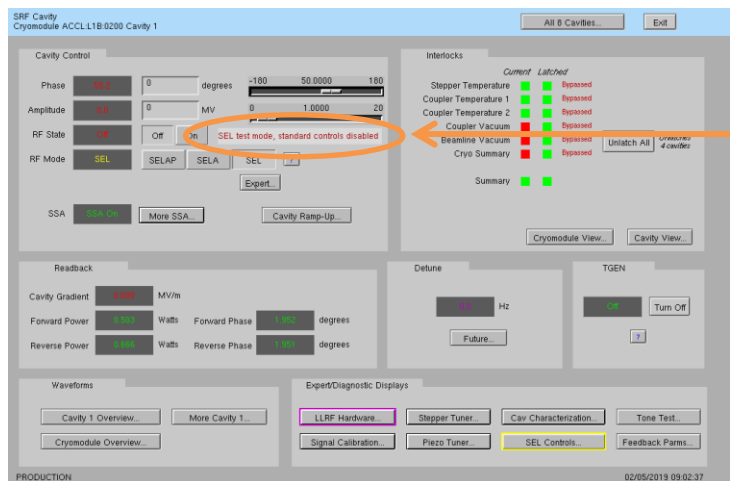 SRF Cavity
Cryomodule ACCL:L1B:0200 Cavity 1
All 8 Cavities... Exit
Cavity Control
Phase 0 degrees -180 50.0000 180
Amplitude 0 MV 0 1.0000 20
RF State Off Off On SEL test mode, standard controls disabled
RF Mode SEL SELAP SELA SEL ?
Expert...
SSA SSA On More SSA... Cavity Ramp-Up...
Interlocks
Current Latched
Stepper Temperature Bypassed
Coupler Temperature 1 Bypassed
Coupler Temperature 2 Bypassed
Coupler Vacuum Bypassed
Beamline Vacuum Bypassed
Cryo Summary Bypassed
Unlatch All
4 cavities
Summary
Cryomodule View... Cavity View...
Readback
Cavity Gradient MV/m
Forward Power 0.503 Watts Forward Phase 1.952 degrees
Reverse Power Watts Reverse Phase 1.951 degrees
Detune
Hz
Future...
TGEN
Off Turn Off
?
Waveforms
Cavity 1 Overview... More Cavity 1...
Cryomodule Overview...
Expert/Diagnostic Displays
LLRF Hardware... Stepper Tuner... Cav Characterization... Tone Test...
Signal Calibration... Piezo Tuner... SEL Controls... Feedback Parms...
PRODUCTION 02/05/2019 09:02:37